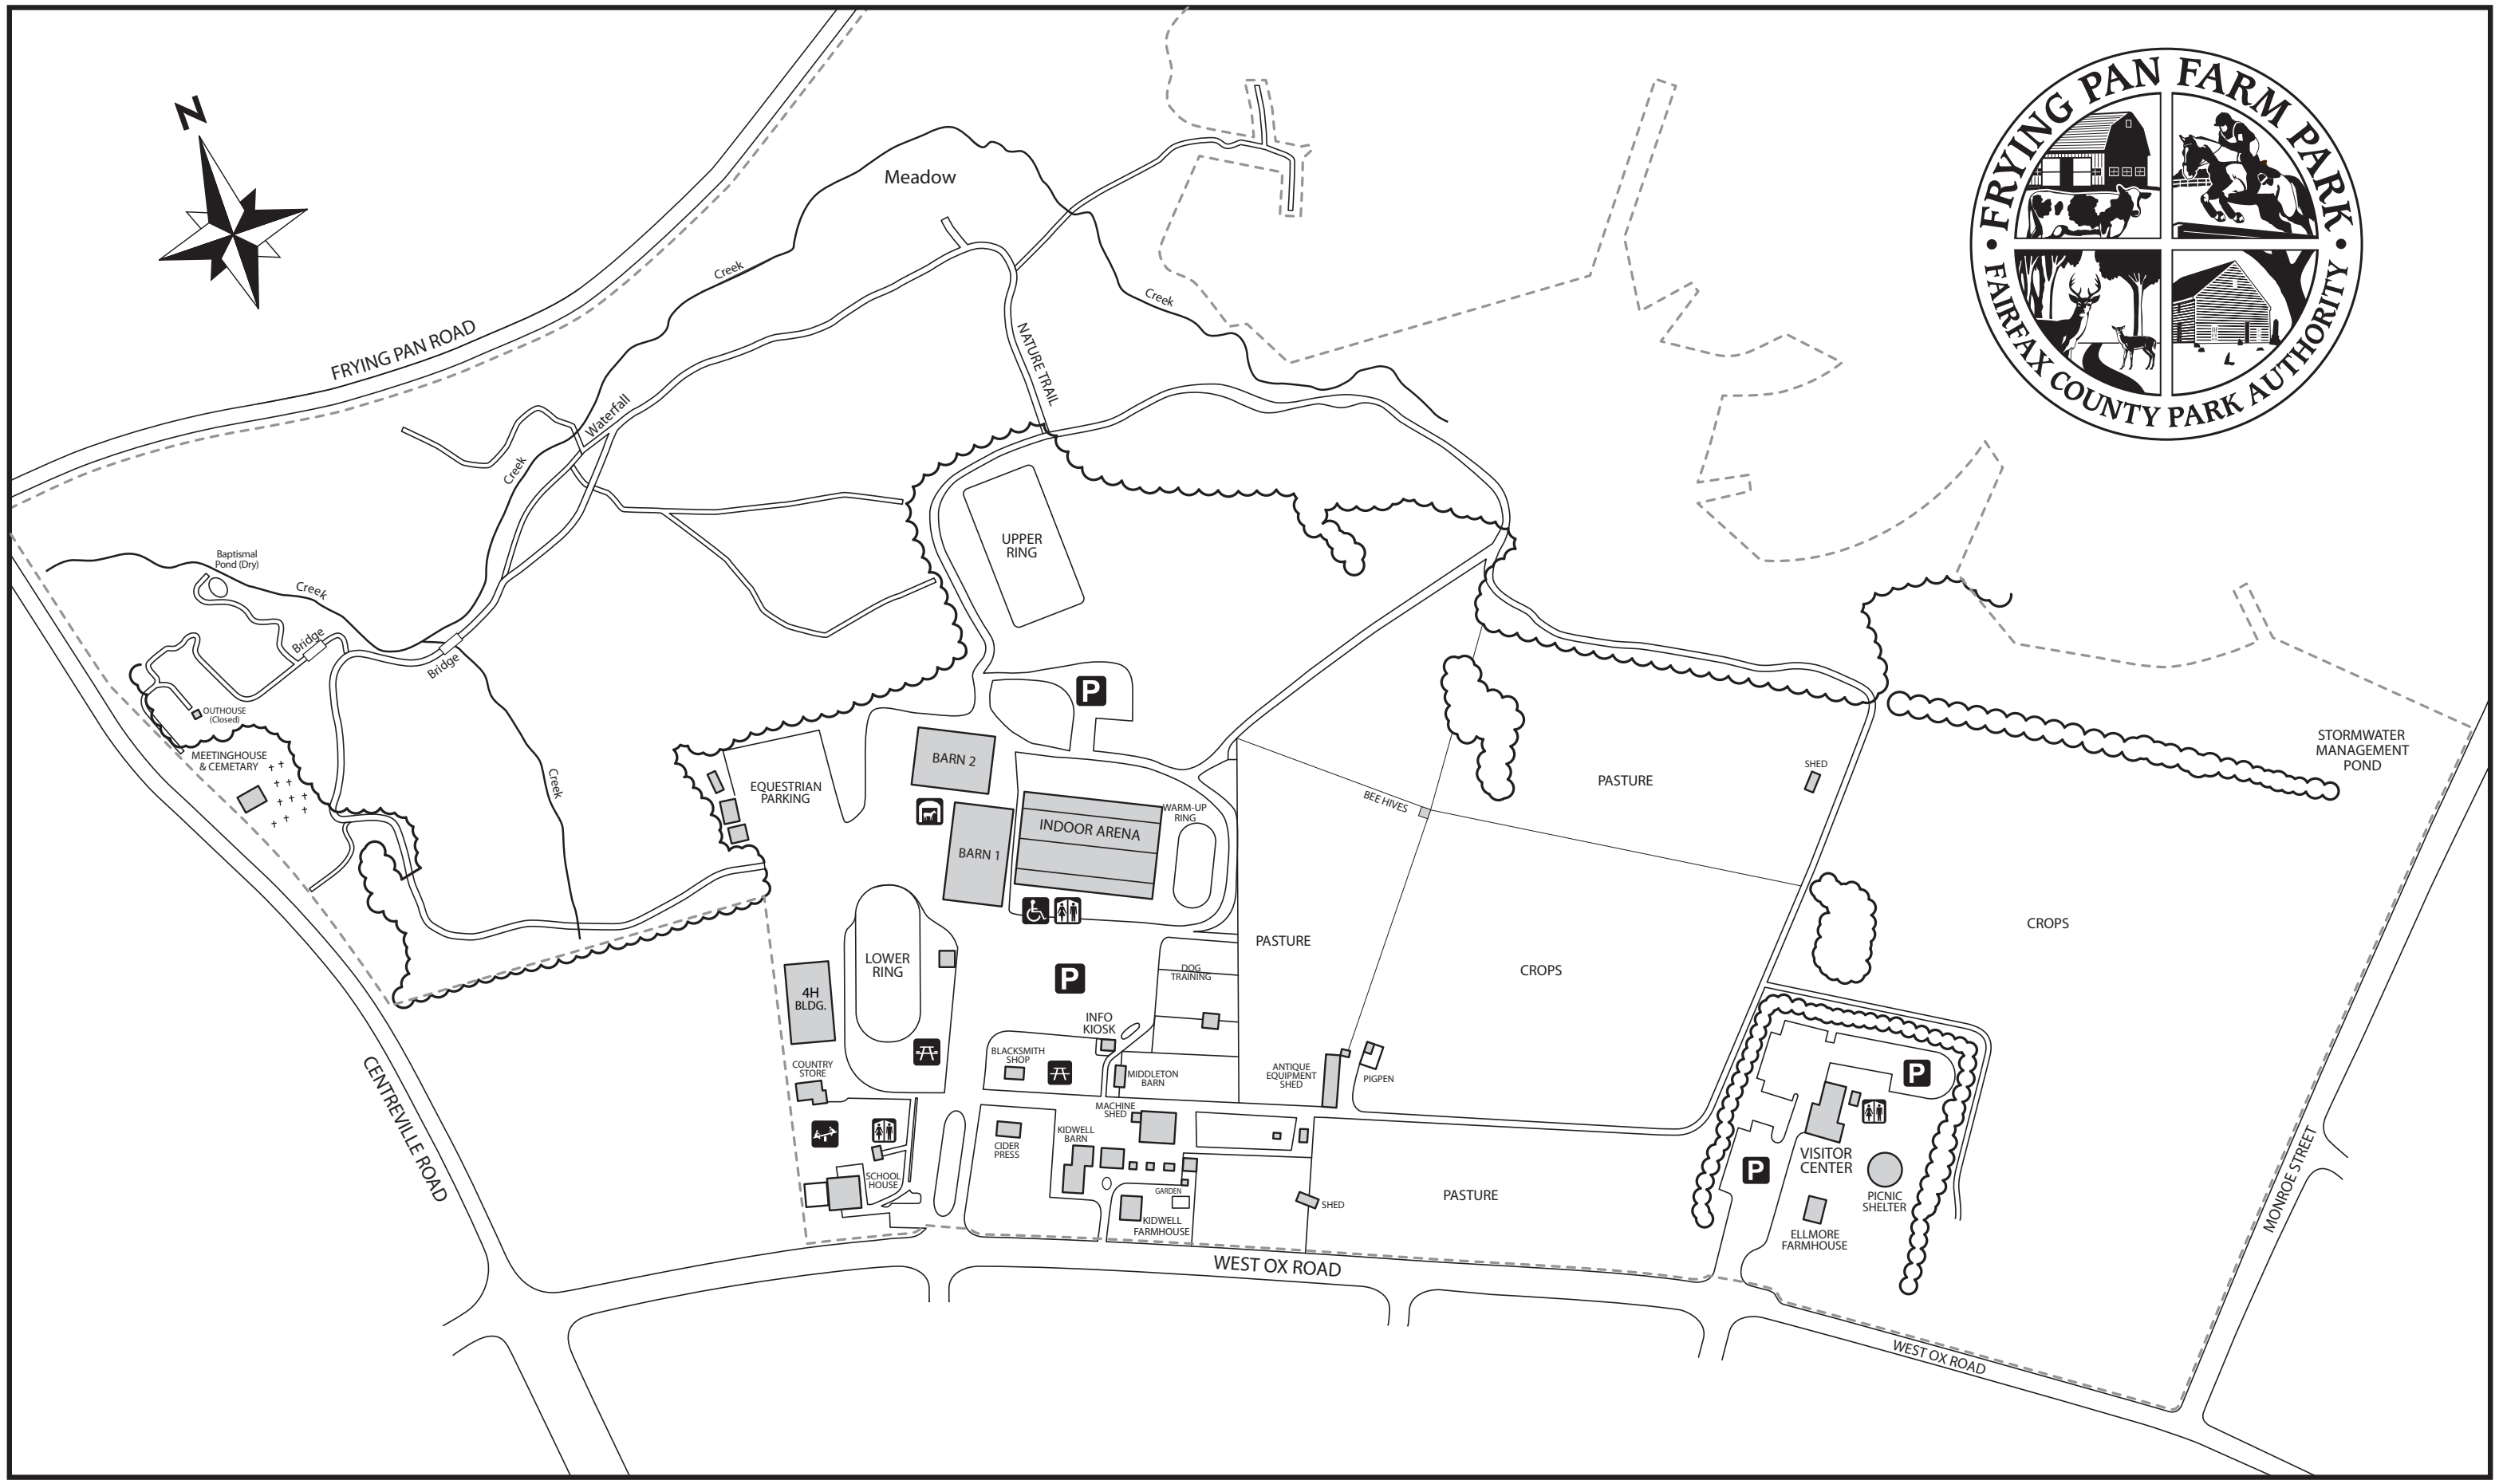 N
FRYING PAN FARM PARK
FAIRFAX COUNTY PARK AUTHORITY
Meadow
Creek
Creek
FRYING PAN ROAD
NATURE TRAIL
Waterfall
Creek
UPPER
RING
Baptismal
Pond (Dry)
Creek
Bridge
Bridge
OUTHOUSE
(Closed)
MEETINGHOUSE
& CEMETARY
Creek
P
BARN 2
EQUESTRIAN
PARKING
BARN 1
INDOOR ARENA
WARM-UP
RING
BEE HIVES
PASTURE
SHED
STORMWATER
MANAGEMENT
POND
LOWER
RING
4H
BLDG.
P
DOG
TRAINING
PASTURE
CROPS
CROPS
INFO
KIOSK
BLACKSMITH
SHOP
MIDDLETON
BARN
COUNTRY
STORE
ANTIQUE
EQUIPMENT
SHED
PIGPEN
P
MACHINE
SHED
CIDER
PRESS
KIDWELL
BARN
SCHOOL
HOUSE
GARDEN
KIDWELL
FARMHOUSE
SHED
PASTURE
P
VISITOR
CENTER
PICNIC
SHELTER
ELLMORE
FARMHOUSE
CENTREVILLE ROAD
WEST OX ROAD
WEST OX ROAD
MONROE STREET